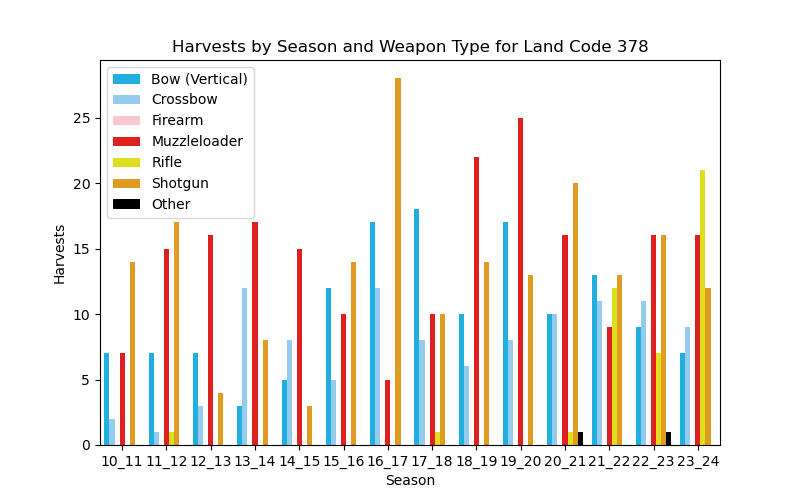 Harvests by Season and Weapon Type for Land Code 378
Bow (Vertical)
Crossbow
Firearm
Muzzleloader
Rifle
Shotgun
Other
25
20
15
10
5
0
Harvests
10_11 11_12 12_13 13_14 14_15 15_16 16_17 17_18 18_19 19_20 20_21 21_22 22_23 23_24
Season